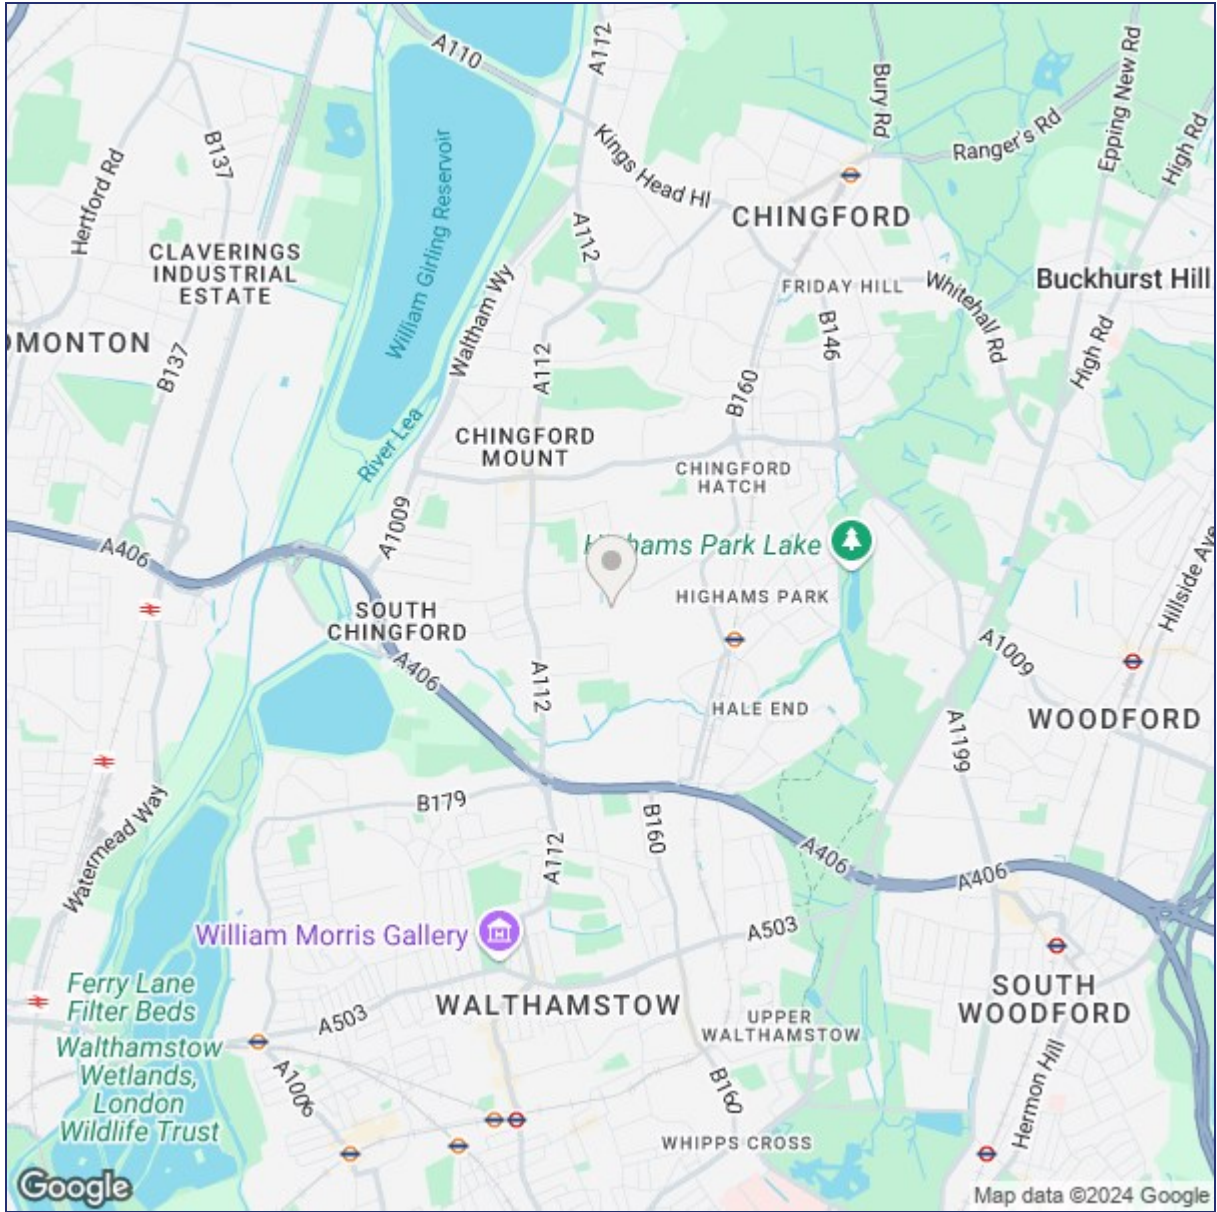 A110
A112
Bury Rd
Ranger's Rd
Epping New Rd
High Rd
Hertford Rd
B137
Kings Head Hl
CHINGFORD
A112
William Girling Reservoir
CLAVERINGS
INDUSTRIAL
ESTATE
Waltham Wy
FRIDAY HILL
Whitehall Rd
Buckhurst Hill
B146
DMONTON
B137
A112
High Rd
B160
River Lea
CHINGFORD
MOUNT
CHINGFORD
HATCH
A1009
A406
Highams Park Lake
Hillside Ave
HIGHAMS PARK
SOUTH
CHINGFORD
A406
A112
A1009
HALE END
WOODFORD
A1199
B179
B160
Watermead Way
A112
A406
A406
William Morris Gallery
A503
Ferry Lane
Filter Beds
WALTHAMSTOW
SOUTH
WOODFORD
A503
UPPER
WALTHAMSTOW
Walthamstow
Wetlands,
London
Wildlife Trust
A1006
B160
Hermon Hill
WHIPPS CROSS
Google
Map data ©2024 Google